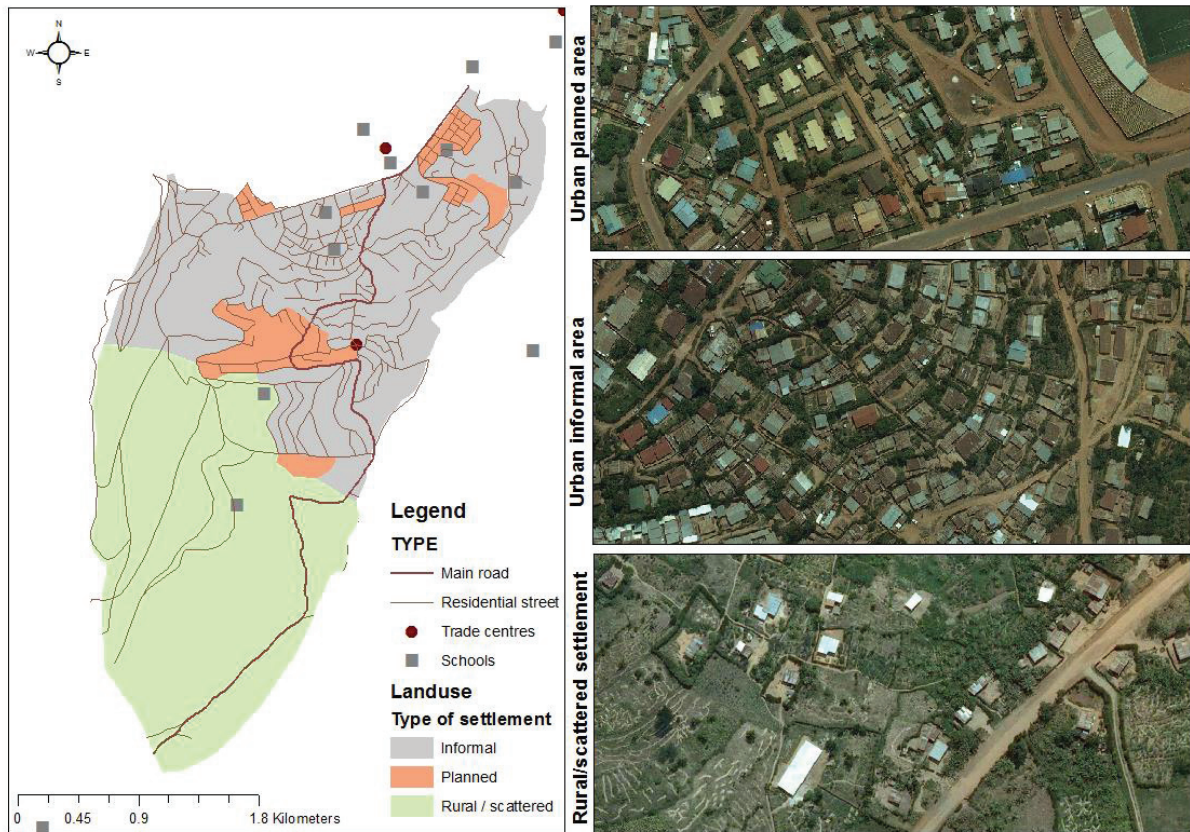 N
W E
S
Legend
TYPE
Main road
Residential street
Trade centres
Schools
Landuse
Type of settlement
Informal
Planned
Rural / scattered
0 0.45 0.9 1.8 Kilometers
Urban planned area
Urban informal area
Rural/scattered settlement